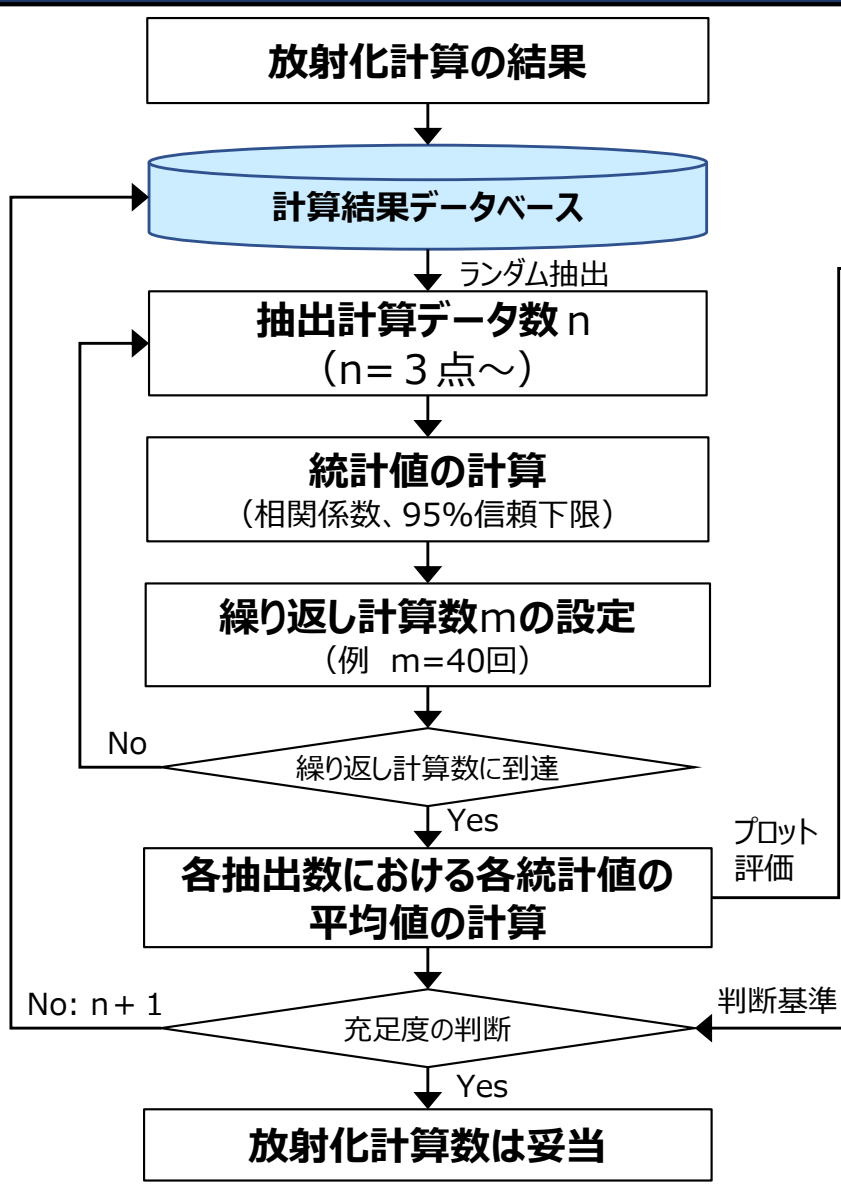 放射化計算の結果
計算結果データベース
ランダム抽出
抽出計算データ数 n
（n=３点～）
統計値の計算
（相関係数、95%信頼下限）
繰り返し計算数mの設定
（例 m=40回）
No
繰り返し計算数に到達
Yes
各抽出数における各統計値の
平均値の計算
プロット
評価
No: n+１
充足度の判断
判断基準
Yes
放射化計算数は妥当